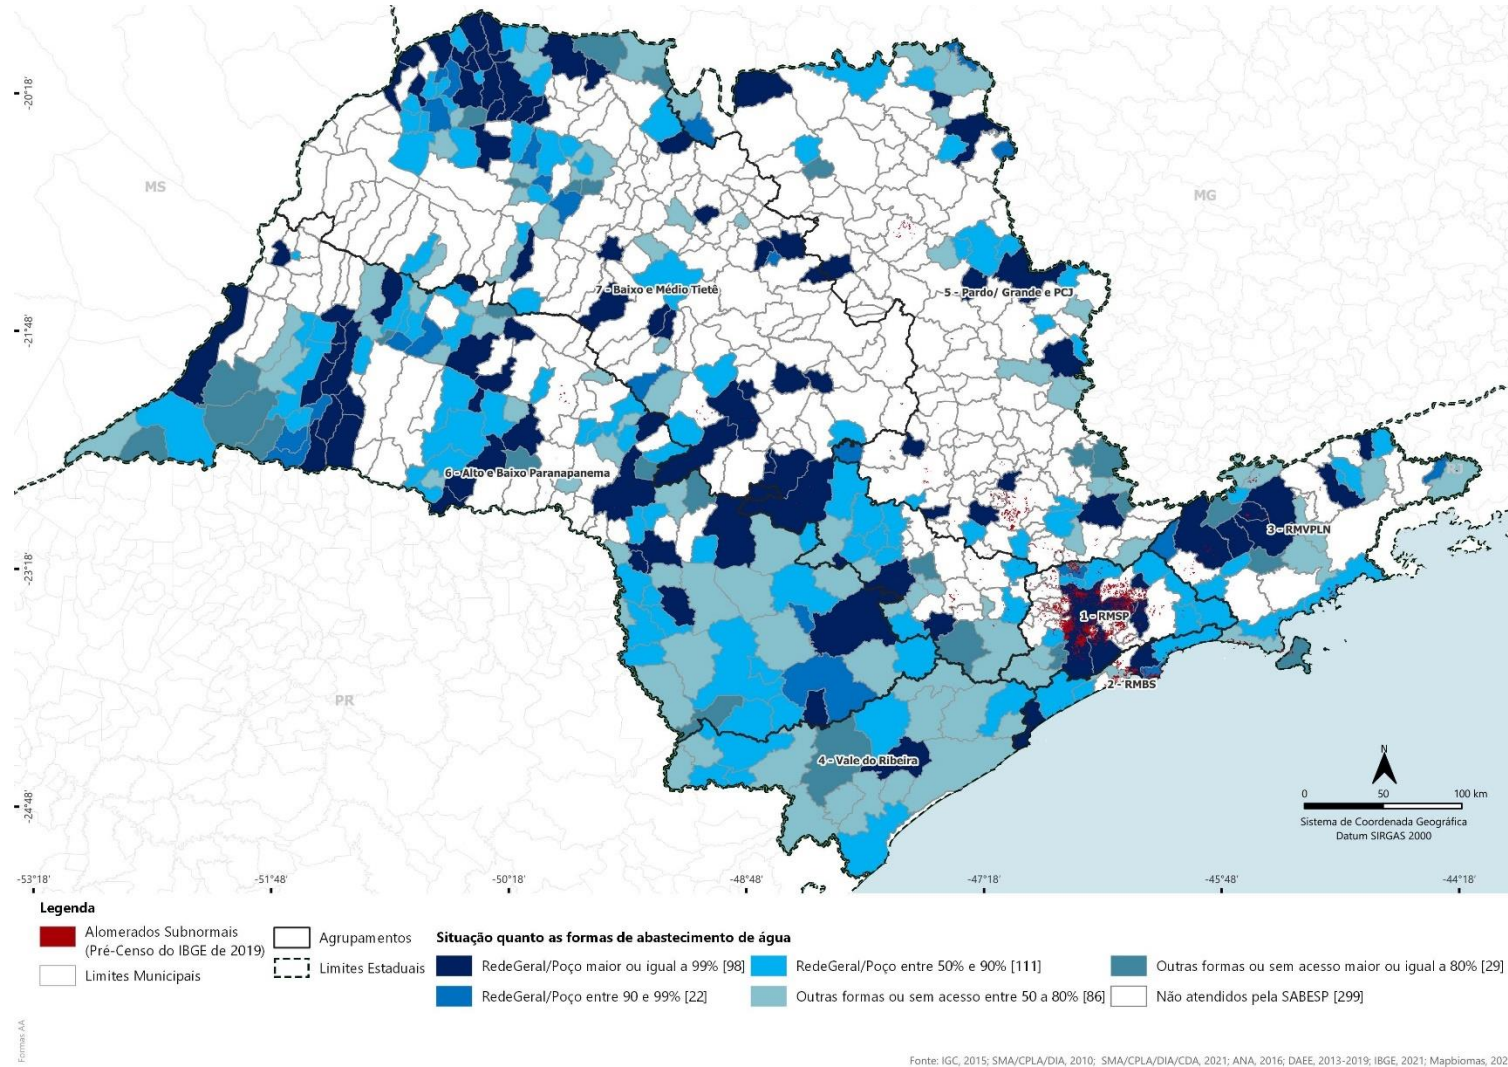 -20°18'
-21°48'
-23°18'
-24°48'
MS
MG
PR
RJ
7 - Baixo e Médio Tietê
5 - Pardo/ Grande e PCJ
6 - Alto e Baixo Paranapanema
3 - RMVPLN
1 - RMSP
2 - RMBS
4 - Vale do Ribeira
N
0 50 100 km
Sistema de Coordenada Geográfica
Datum SIRGAS 2000
-53°18' -51°48' -50°18' -48°48' -47°18' -45°48' -44°18'
Legenda
Alomerados Subnormais
(Pré-Censo do IBGE de 2019)
Limites Municipais
Agrupamentos
Limites Estaduais
Situação quanto as formas de abastecimento de água
RedeGeral/Poço maior ou igual a 99% [98]
RedeGeral/Poço entre 90 e 99% [22]
RedeGeral/Poço entre 50% e 90% [111]
Outras formas ou sem acesso entre 50 a 80% [86]
Outras formas ou sem acesso maior ou igual a 80% [29]
Não atendidos pela SABESP [299]
Formas AA
Fonte: IGC, 2015; SMA/CPLA/DIA, 2010; SMA/CPLA/DIA/CDA, 2021; ANA, 2016; DAEE, 2013-2019; IBGE, 2021; Mapbiomas, 202